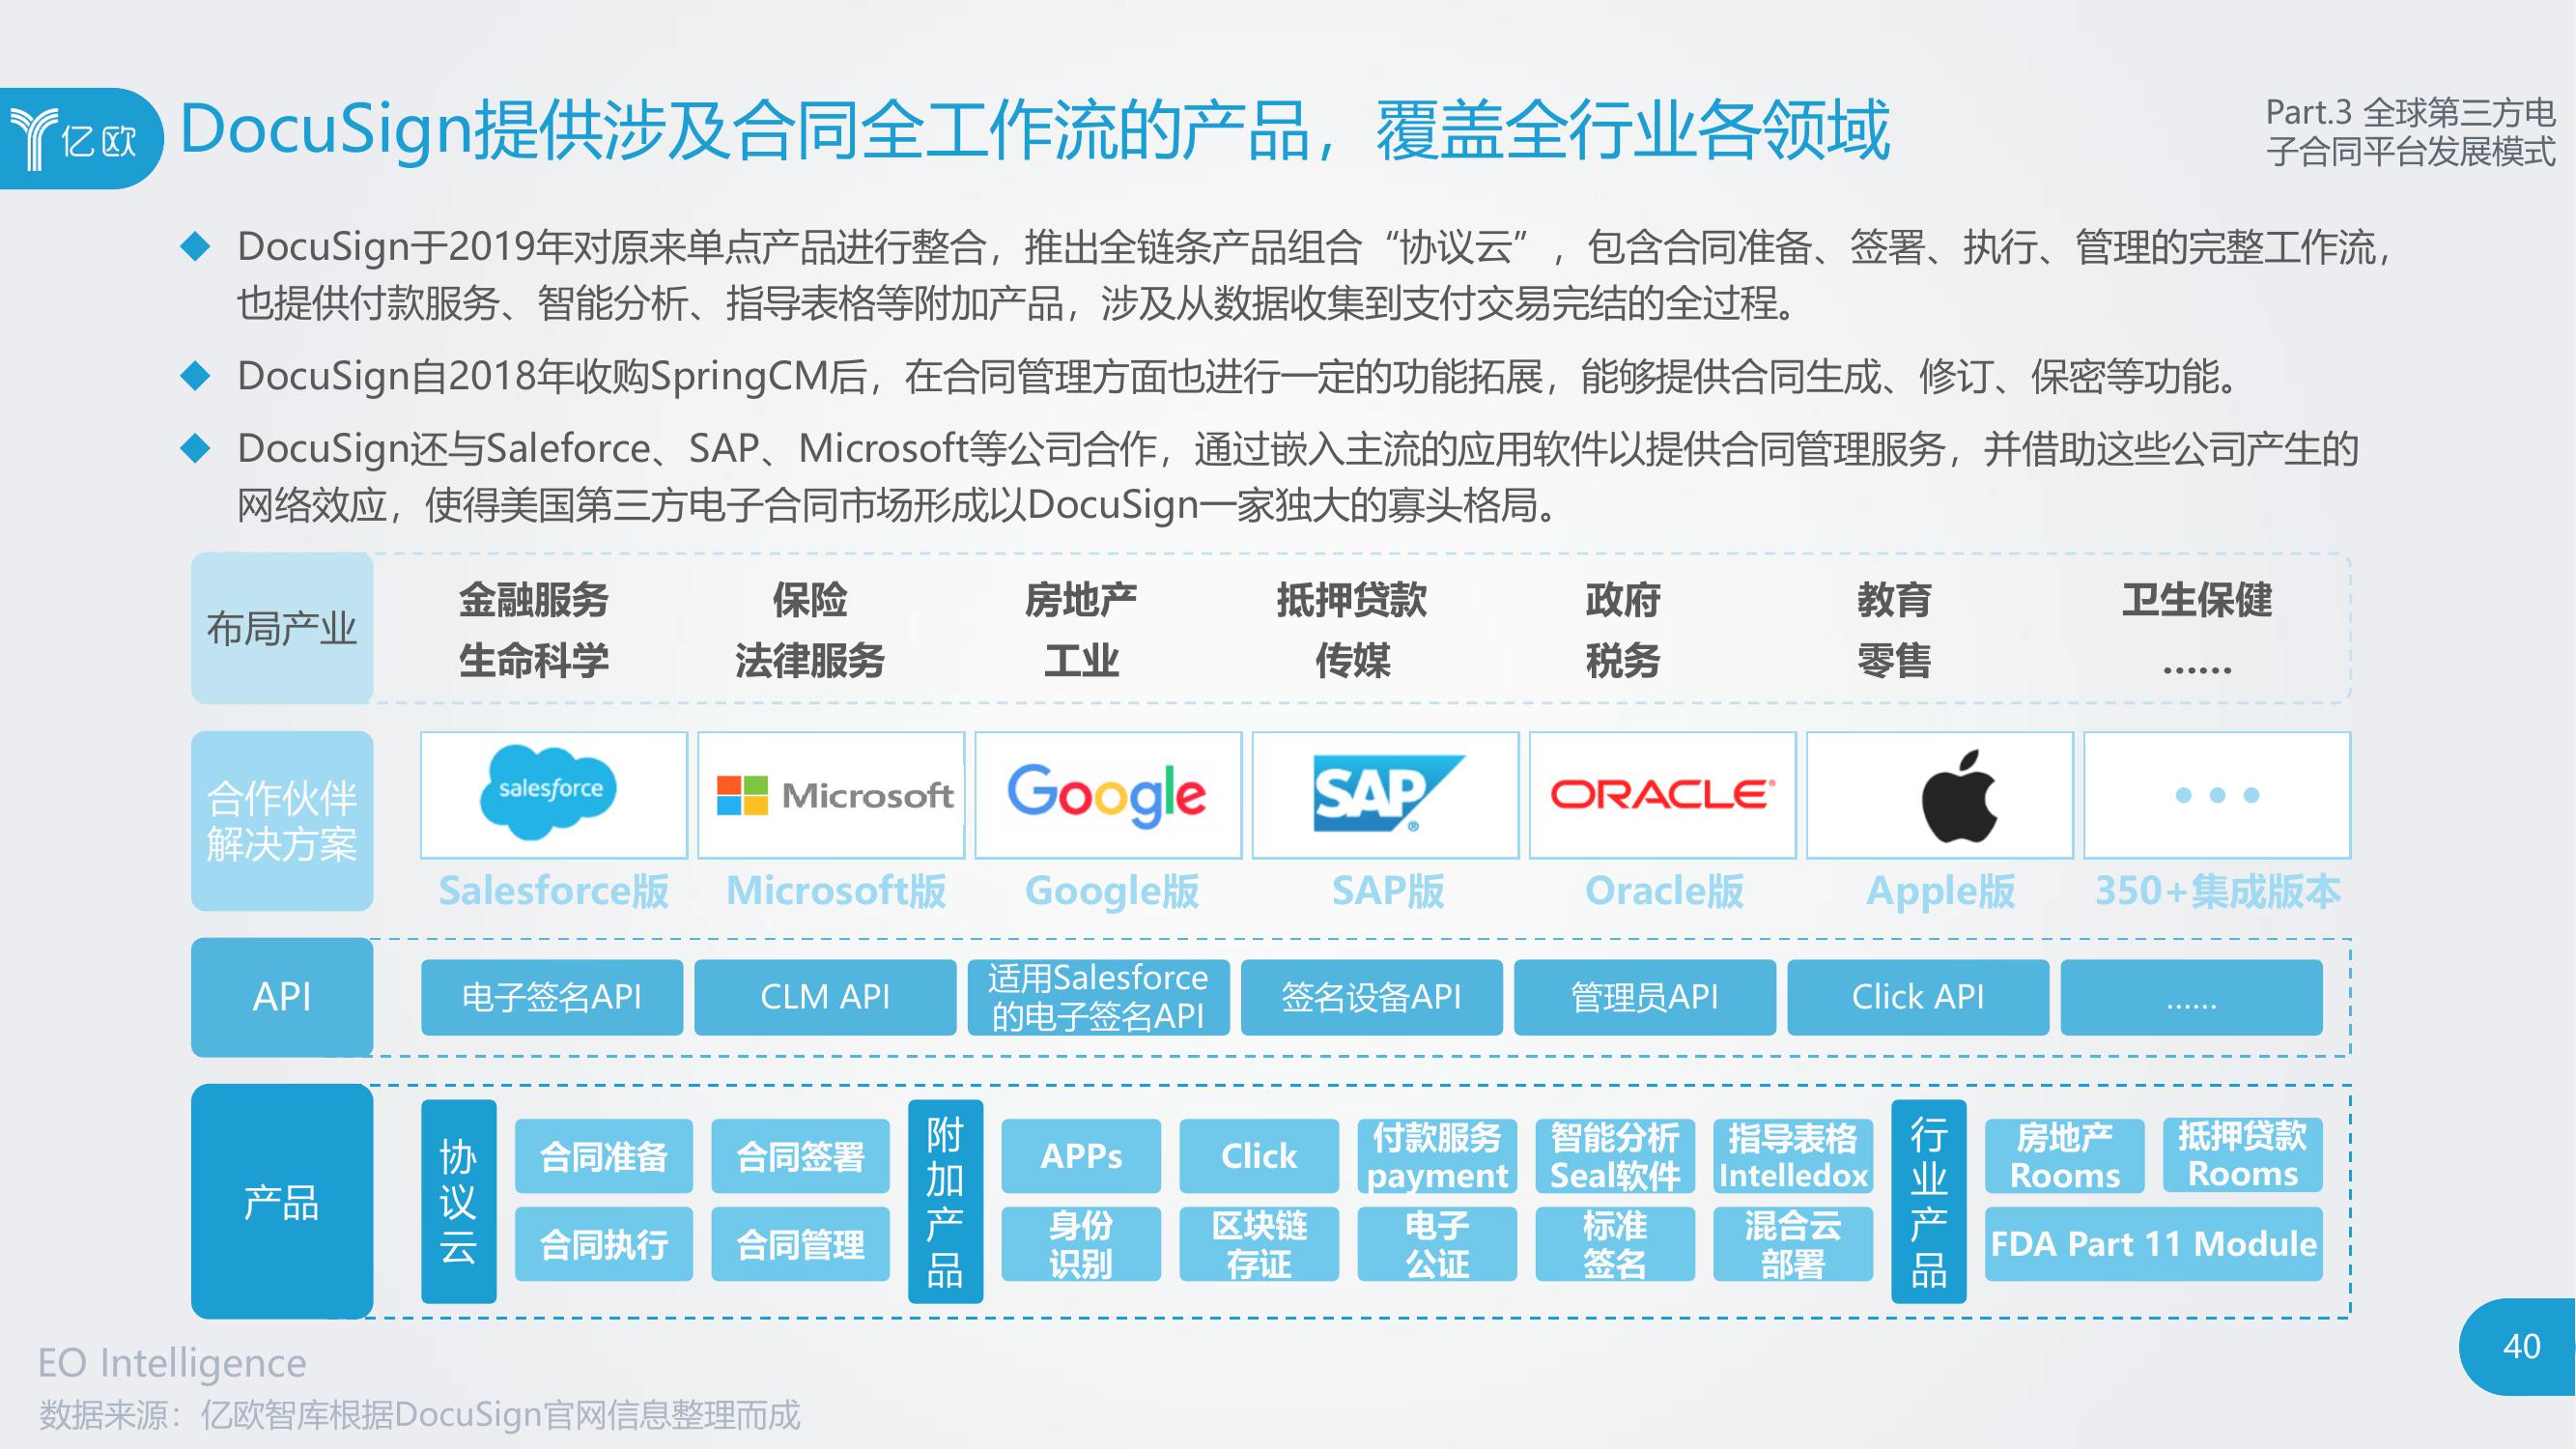 亿欧
DocuSign提供涉及合同全工作流的产品，覆盖全行业各领域
Part.3 全球第三方电
子合同平台发展模式
DocuSign于2019年对原来单点产品进行整合，推出全链条产品组合“协议云”，包含合同准备、签署、执行、管理的完整工作流，
也提供付款服务、智能分析、指导表格等附加产品，涉及从数据收集到支付交易完结的全过程。
DocuSign自2018年收购SpringCM后，在合同管理方面也进行一定的功能拓展，能够提供合同生成、修订、保密等功能。
DocuSign还与Saleforce、SAP、Microsoft等公司合作，通过嵌入主流的应用软件以提供合同管理服务，并借助这些公司产生的
网络效应，使得美国第三方电子合同市场形成以DocuSign一家独大的寡头格局。
布局产业
金融服务 保险 房地产 抵押贷款 政府 教育 卫生保健
生命科学 法律服务 工业 传媒 税务 零售 ……
合作伙伴
解决方案
salesforce Microsoft Google SAP® ORACLE®
Salesforce版 Microsoft版 Google版 SAP版 Oracle版 Apple版 350+集成版本
API
电子签名API
CLM API
适用Salesforce
的电子签名API
签名设备API
管理员API
Click API
……
产品
协议云
合同准备 合同签署
合同执行 合同管理
附加产品
APPs
Click
付款服务
payment
智能分析
Seal软件
指导表格
Intelledox
身份
识别
区块链
存证
电子
公证
标准
签名
混合云
部署
行业产品
房地产
Rooms
抵押贷款
Rooms
FDA Part 11 Module
EO Intelligence
数据来源：亿欧智库根据DocuSign官网信息整理而成
40